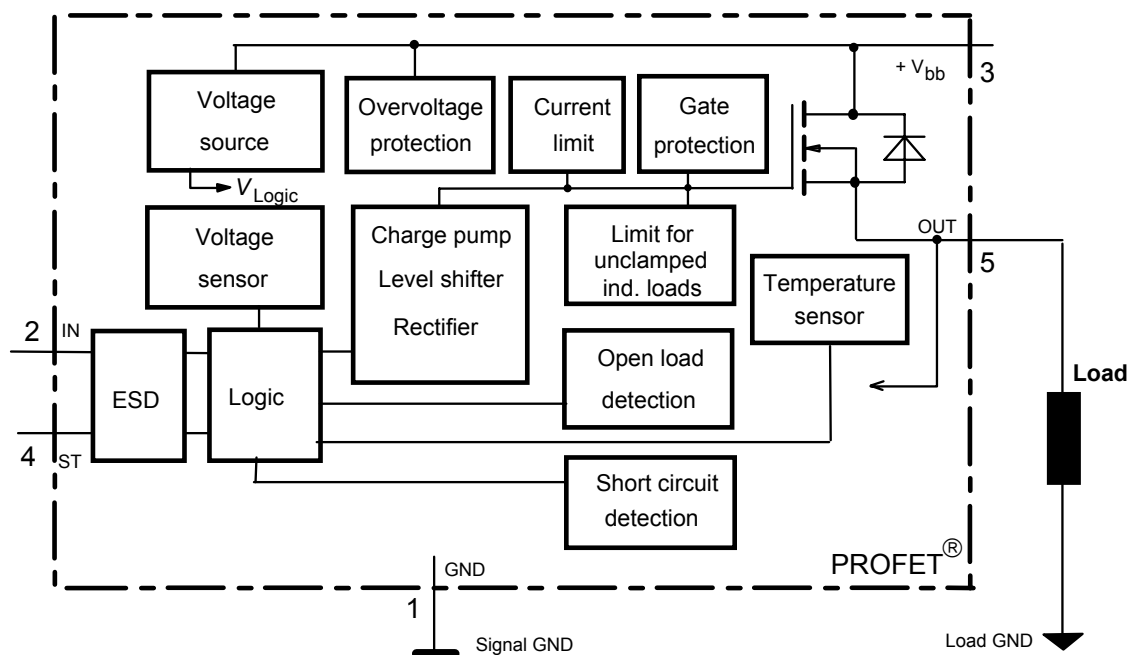 + Vbb
3
Voltage
source
Overvoltage
protection
Current
limit
Gate
protection
VLogic
Voltage
sensor
Charge pump
Level shifter
Rectifier
Limit for
unclamped
ind. loads
OUT
5
Temperature
sensor
2
IN
ESD
Logic
Open load
detection
Load
4
ST
Short circuit
detection
PROFET®
GND
1
Signal GND
Load GND